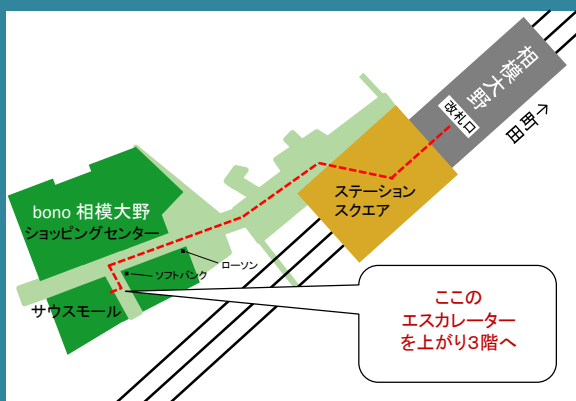 相模大野
改札口
↑町田
ステーション
スクエア
bono 相模大野
ショッピングセンター
ローソン
ソフトバンク
サウスモール
ここの
エスカレーター
を上がり3階へ